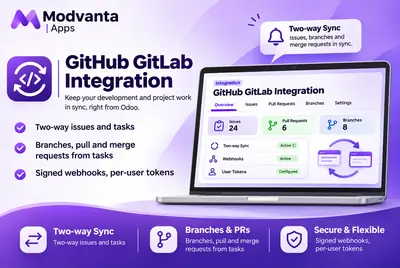 Modvanta
Apps
GitHub GitLab
Integration
Keep your development and project work
in sync, right from Odoo.
Two-way issues and tasks
Branches, pull and merge
requests from tasks
Signed webhooks, per-user tokens
Two-way Sync
Issues, branches and
merge requests in sync.
Integration
GitHub GitLab Integration
Overview Issues Pull Requests Branches Settings
Issues
24
Pull Requests
6
Branches
8
Two-way Sync Active
Webhooks Active
User Tokens Configured
Two-way Sync
Two-way issues and tasks
Branches & PRs
Branches, pull and merge
requests from tasks
Secure & Flexible
Signed webhooks,
per-user tokens